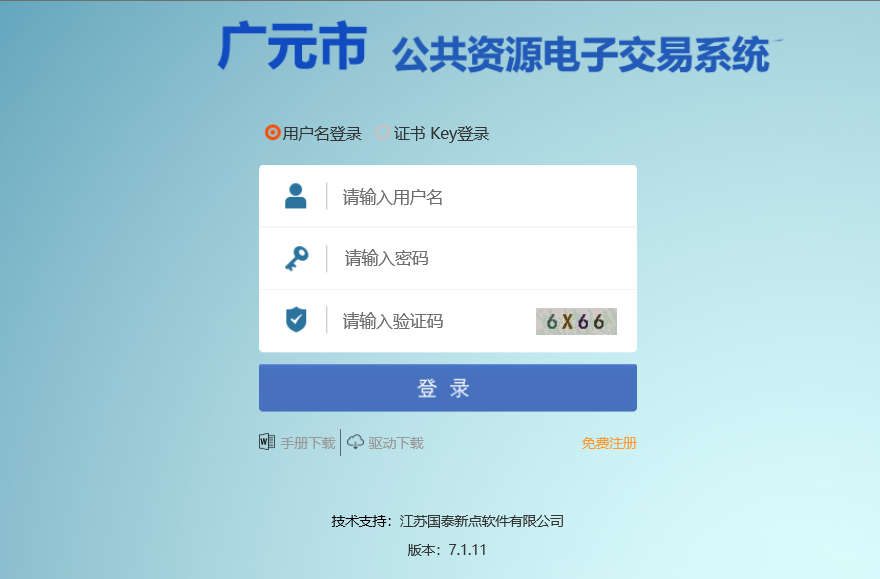 广元市 公共资源电子交易系统
用户名登录 证书 Key登录
请输入用户名
请输入密码
请输入验证码 6X66
登 录
手册下载 驱动下载 免费注册
技术支持：江苏国泰新点软件有限公司
版本：7.1.11